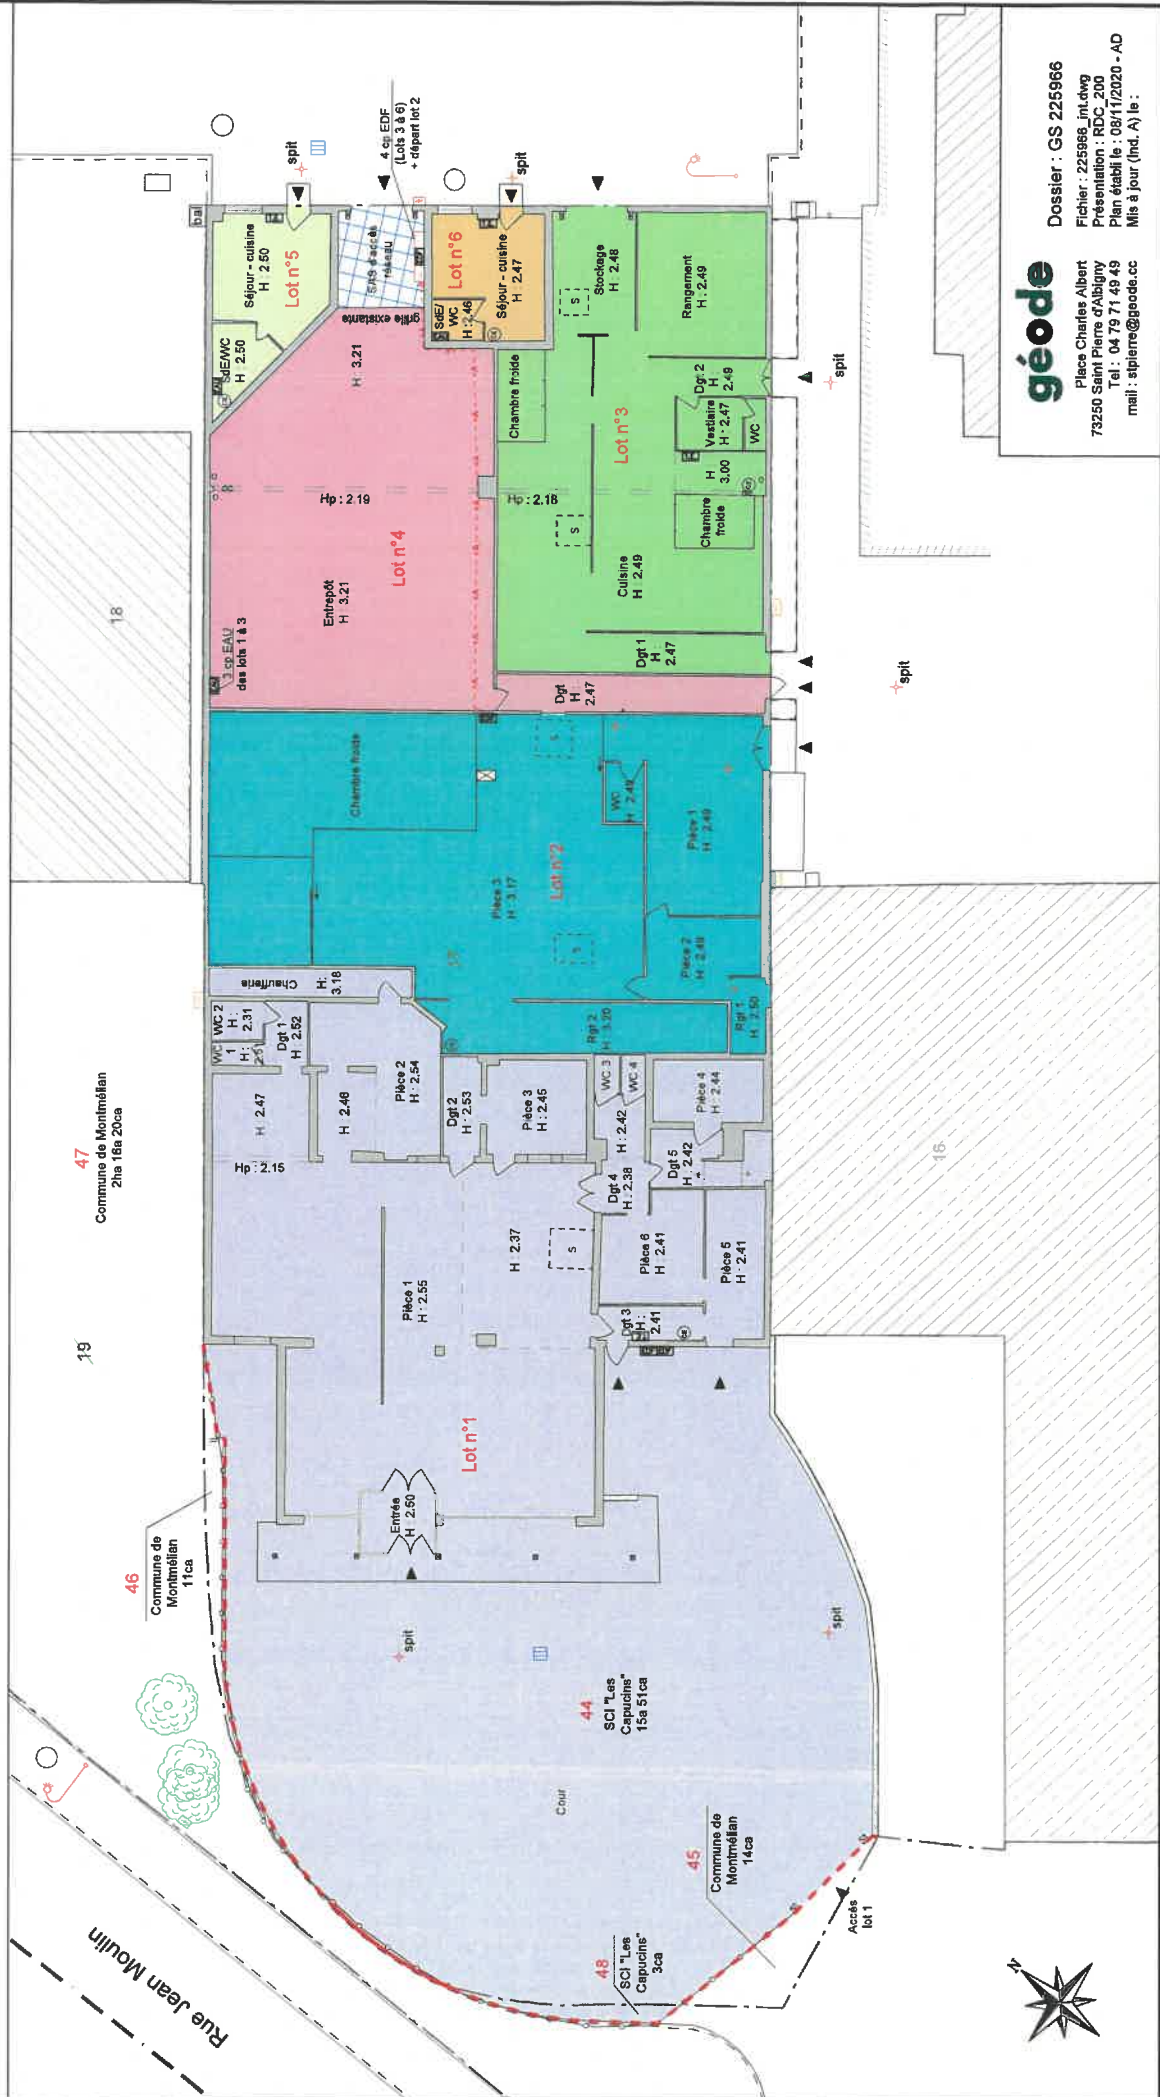 Rue Jean Moulin
19
47
Commune de Montmélian
2ha 16a 20ca
18
46
Commune de
Montmélian
11ca
48
SCI "Les
Capucins"
3ca
45
Commune de
Montmélian
14ca
Accès
lot 1
44
SCI "Les
Capucins"
15a 51ca
Cour
spit
spit
Entrée
H : 2.50
Lot n°1
Pièce 1
H : 2.55
H : 2.37
S
Hp : 2.15
H : 2.47
H : 2.46
WC
1
H :
2.51
WC 2
H :
2.31
Dgt 1
H : 2.52
Pièce 2
H : 2.54
Chaufferie
H :
3.18
Dgt 2
H : 2.53
Pièce 3
H : 2.45
WC 3
WC 4
H : 2.42
Dgt 4
H : 2.38
Dgt 5
H : 2.42
Pièce 4
H : 2.44
Pièce 6
H : 2.41
Pièce 5
H : 2.41
Dgt 3
H :
2.41
16
Lot n°2
Chambre froide
Pièce 3
H : 3.17
17
S
S
WC
H : 2.49
Pièce 1
H : 2.49
Pièce 2
H : 2.49
Rgt 2
H : 3.20
Rgt 1
H : 2.50
3 cp EAU
des lots 1 à 3
Entrepôt
H : 3.21
Lot n°4
Hp : 2.19
H : 3.21
Dgt
H :
2.47
grille existante
SAS d'accès
réseau
4 cp EDF
(Lots 3 à 6)
+ départ lot 2
bal
Séjour - cuisine
H : 2.50
Lot n°5
SdE/WC
H : 2.50
spit
Lot n°6
Séjour - cuisine
H : 2.47
SdE/
WC
H : 2.46
spit
Lot n°3
Stockage
H : 2.48
S
Rangement
H : 2.49
Chambre froide
Hp : 2.18
S
Cuisine
H : 2.49
Dgt 1
H :
2.47
Dgt 2
H :
2.49
Vestiaire
H : 2.47
WC
H
3.00
Chambre
froide
spit
spit
N
géode
Place Charles Albert
73250 Saint Pierre d'Albigny
Tel : 04 79 71 49 49
mail : stpierre@geode.cc
Dossier : GS 225966
Fichier : 225966_int.dwg
Présentation : RDC_200
Plan établi le : 08/11/2020 - AD
Mis à jour (Ind. A) le :